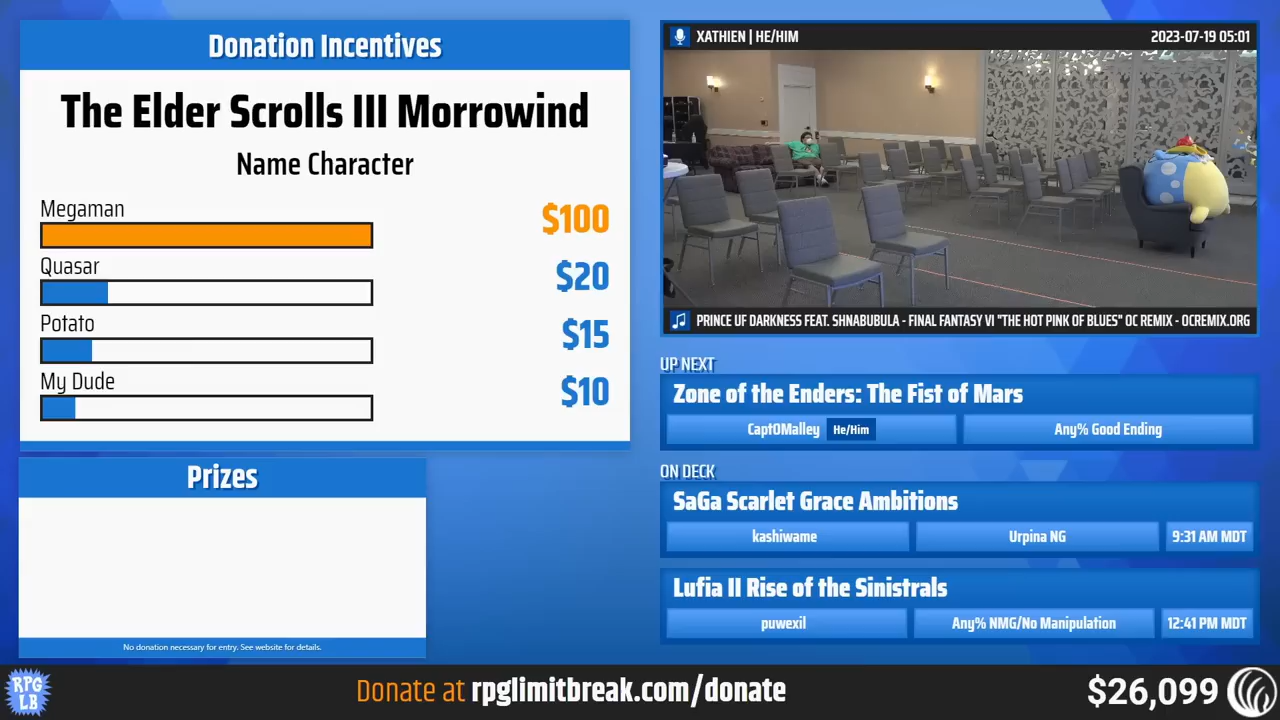 Donation Incentives
The Elder Scrolls III Morrowind
Name Character
Megaman
$100
Quasar
$20
Potato
$15
My Dude
$10
Prizes
No donation necessary for entry. See website for details.
XATHIEN | HE/HIM
2023-07-19 05:01
PRINCE UF DARKNESS FEAT. SHNABUBULA - FINAL FANTASY VI "THE HOT PINK OF BLUES" OC REMIX - OCREMIX.ORG
UP NEXT
Zone of the Enders: The Fist of Mars
CaptOMalley He/Him
Any% Good Ending
ON DECK
SaGa Scarlet Grace Ambitions
kashiwame
Urpina NG
9:31 AM MDT
Lufia II Rise of the Sinistrals
puwexil
Any% NMG/No Manipulation
12:41 PM MDT
RPG
LB
Donate at rpglimitbreak.com/donate
$26,099